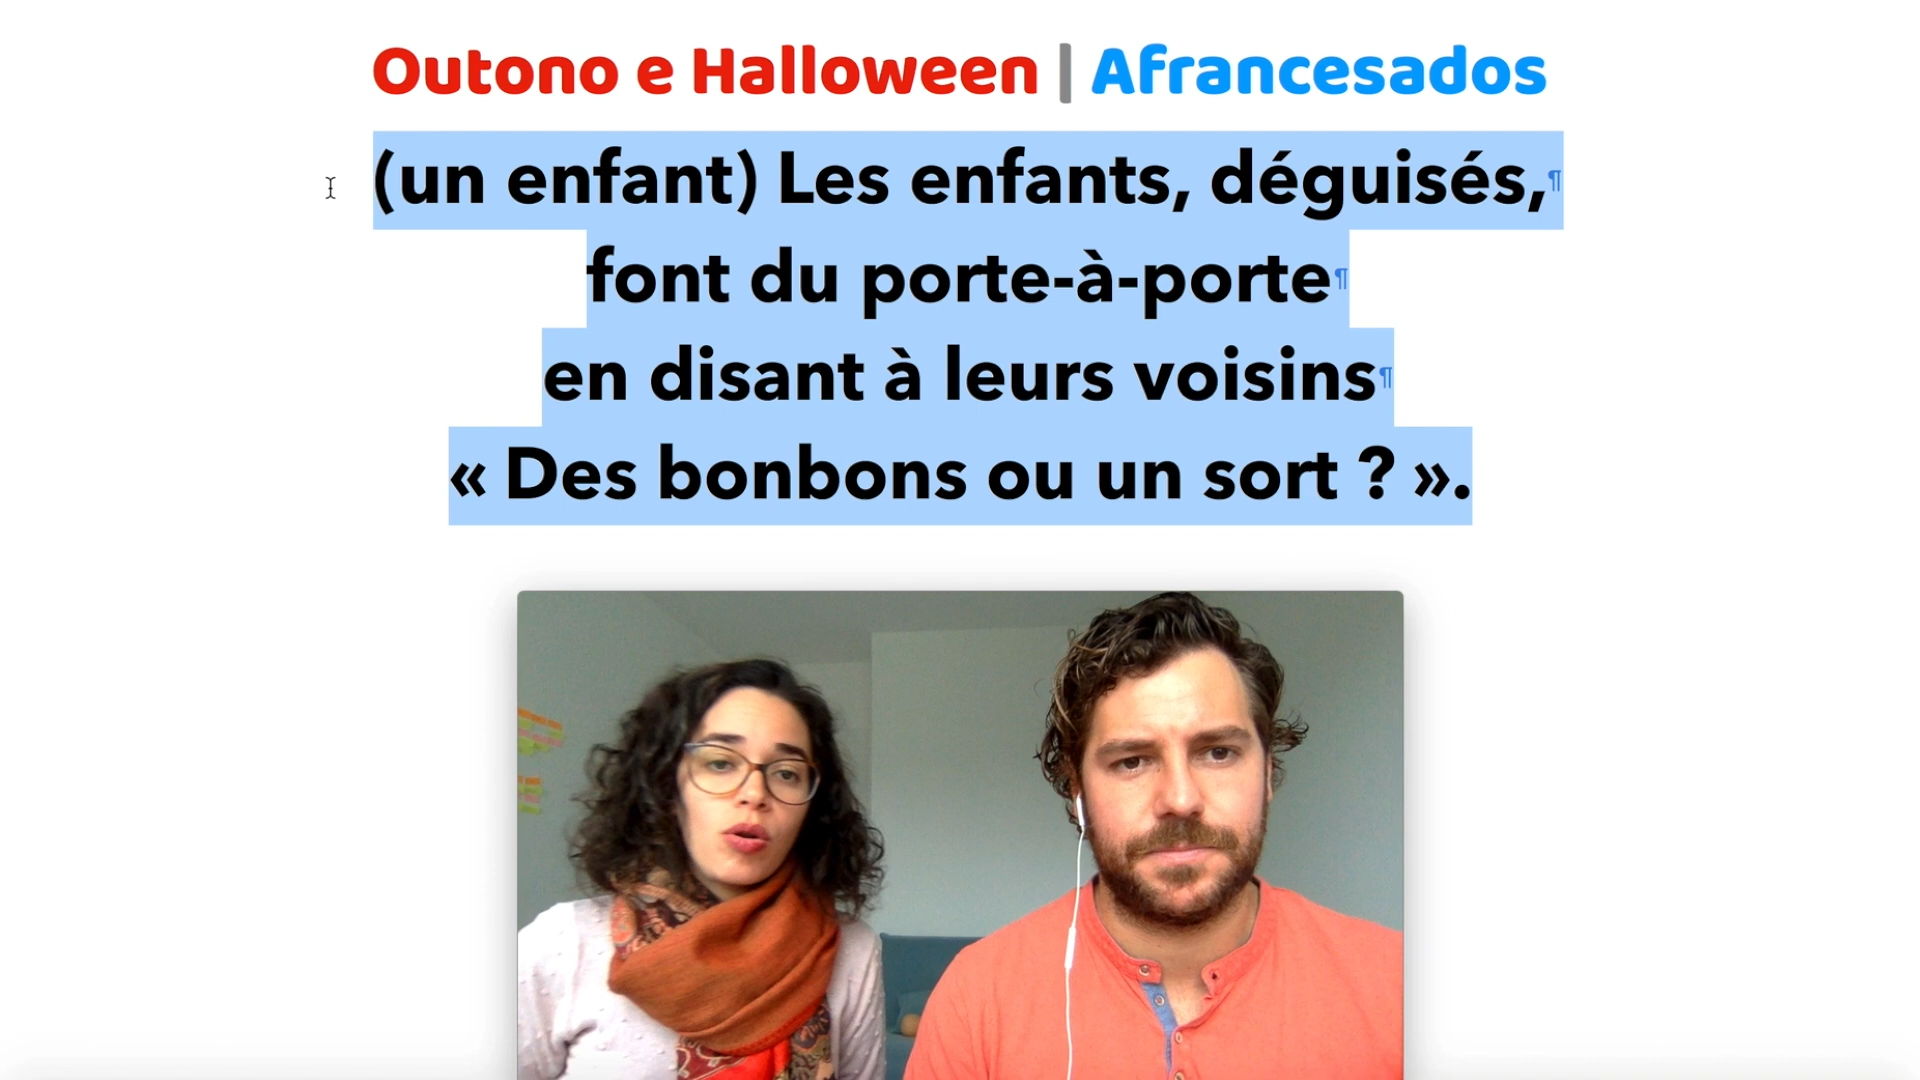 Outono e Halloween | Afrancesados
(un enfant) Les enfants, déguisés,¶
font du porte-à-porte¶
en disant à leurs voisins¶
« Des bonbons ou un sort ? ».